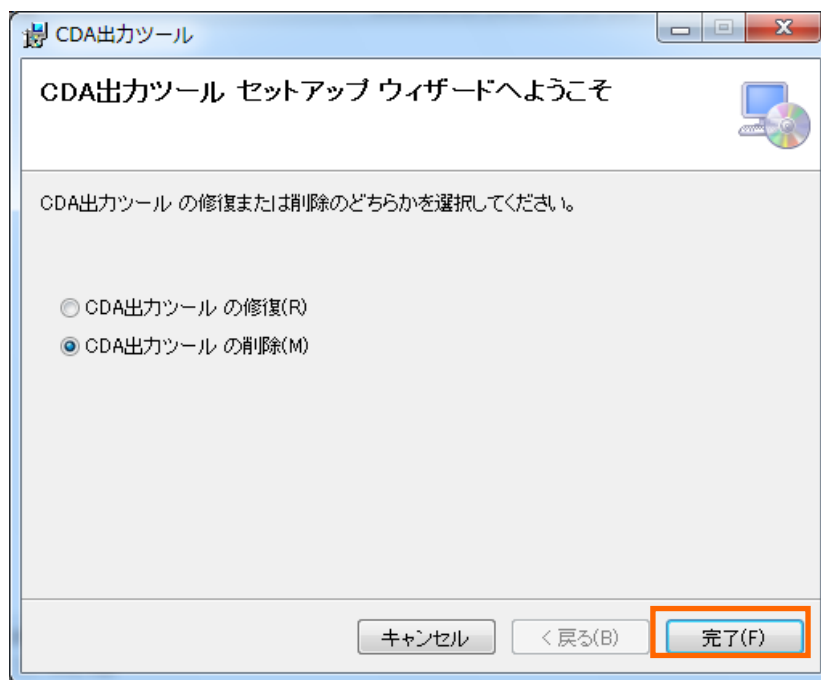 CDA出力ツール
CDA出力ツール セットアップ ウィザードへようこそ
CDA出力ツール の修復または削除のどちらかを選択してください。
CDA出力ツール の修復(R)
CDA出力ツール の削除(M)
キャンセル
< 戻る(B)
完了(F)